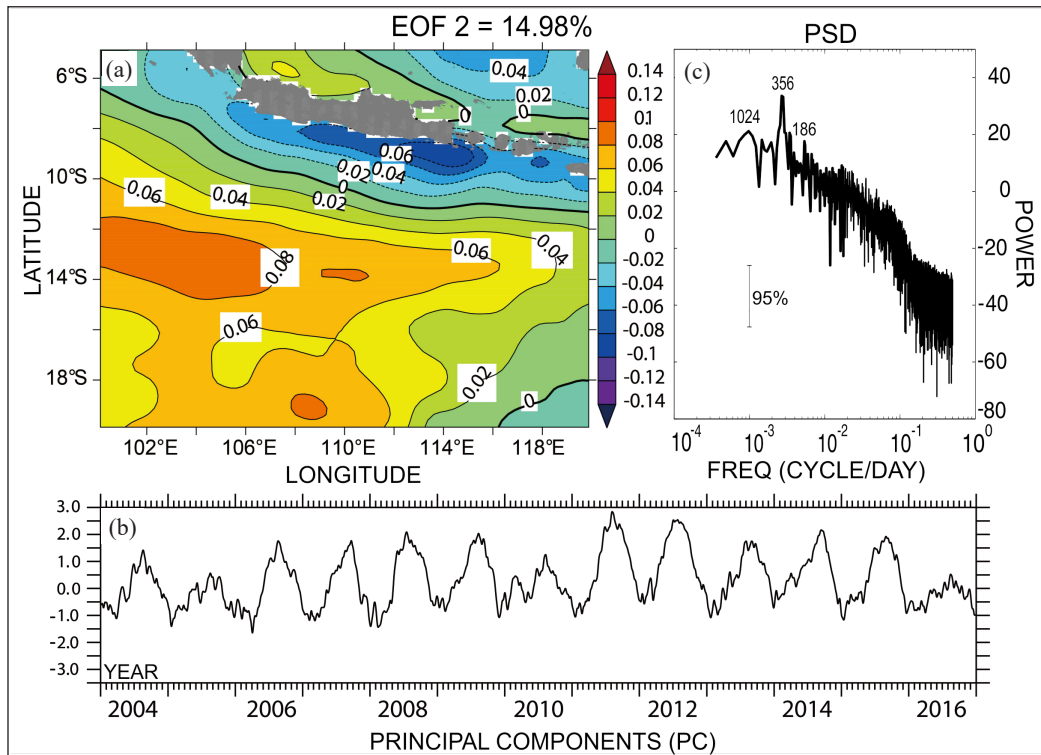 EOF 2 = 14.98%
PSD
(a)
6°S
10°S
14°S
18°S
LATITUDE
102°E 106°E 110°E 114°E 118°E
LONGITUDE
0.04
0.02
0
0
0.06
0.04
0.02
0
0.02
0.04
0.06
0.06
0.04
0.08
0.06
0.02
0
0.14
0.12
01
0.08
0.06
0.04
0.02
0
-0.02
-0.04
-0.06
-0.08
-0.1
-0.12
-0.14
(c)
356
1024
186
95%
40
20
0
-20
-40
-60
-80
POWER
10-4 10-3 10-2 10-1 100
FREQ (CYCLE/DAY)
(b)
3.0
2.0
1.0
0.0
-1.0
-2.0
-3.0
YEAR
2004 2006 2008 2010 2012 2014 2016
PRINCIPAL COMPONENTS (PC)